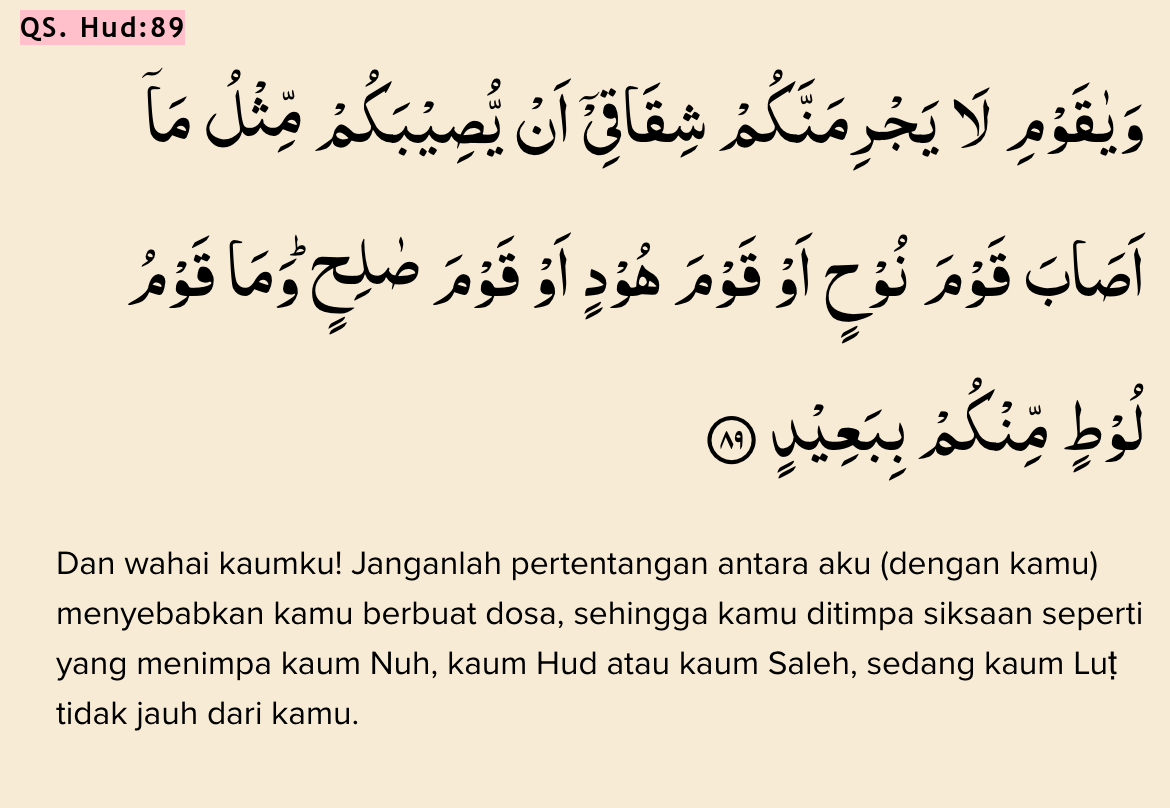 QS. Hud:89
وَيٰقَوْمِ لَا يَجْرِمَنَّكُمْ شِقَاقِيْٓ اَنْ يُّصِيْبَكُمْ مِّثْلُ مَآ
اَصَابَ قَوْمَ نُوْحٍ اَوْ قَوْمَ هُوْدٍ اَوْ قَوْمَ صٰلِحٍ ۗوَمَا قَوْمُ
لُوْطٍ مِّنْكُمْ بِبَعِيْدٍ ٨٩
Dan wahai kaumku! Janganlah pertentangan antara aku (dengan kamu)
menyebabkan kamu berbuat dosa, sehingga kamu ditimpa siksaan seperti
yang menimpa kaum Nuh, kaum Hud atau kaum Saleh, sedang kaum Luṭ
tidak jauh dari kamu.